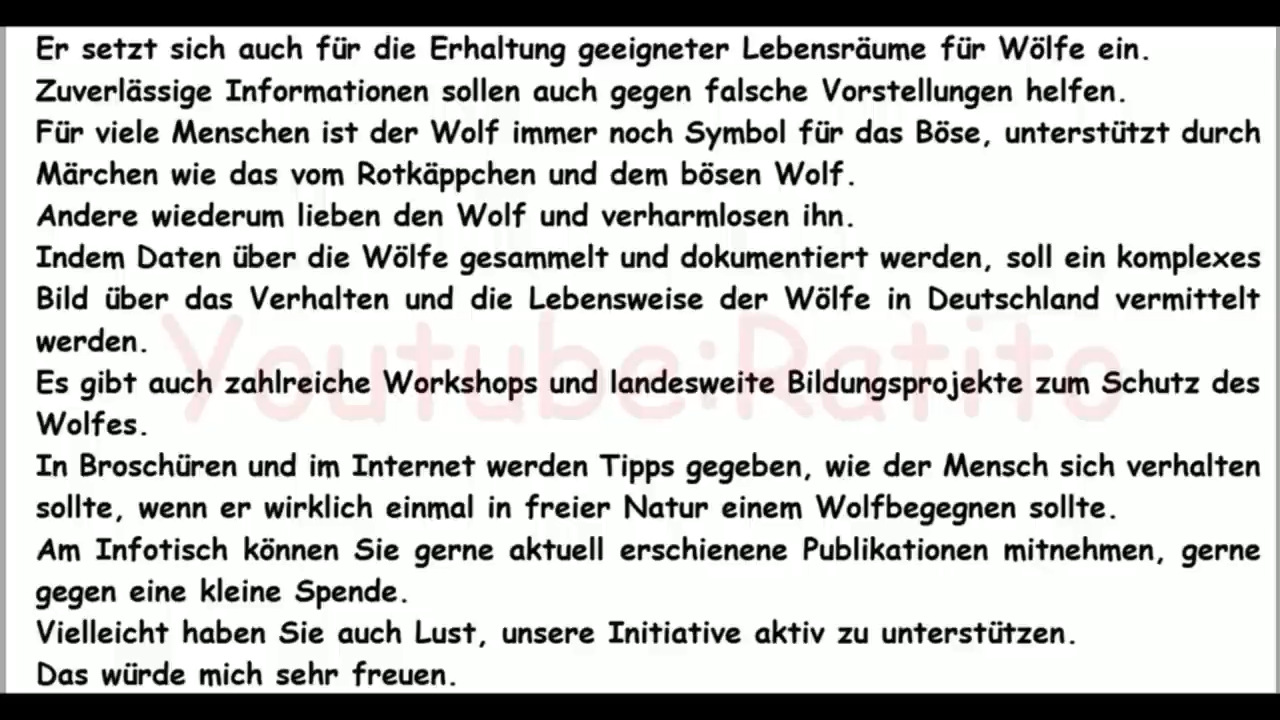 Er setzt sich auch für die Erhaltung geeigneter Lebensräume für Wölfe ein.
Zuverlässige Informationen sollen auch gegen falsche Vorstellungen helfen.
Für viele Menschen ist der Wolf immer noch Symbol für das Böse, unterstützt durch
Märchen wie das vom Rotkäppchen und dem bösen Wolf.
Andere wiederum lieben den Wolf und verharmlosen ihn.
Indem Daten über die Wölfe gesammelt und dokumentiert werden, soll ein komplexes
Bild über das Verhalten und die Lebensweise der Wölfe in Deutschland vermittelt
werden.
Youtube:Ratito
Es gibt auch zahlreiche Workshops und landesweite Bildungsprojekte zum Schutz des
Wolfes.
In Broschüren und im Internet werden Tipps gegeben, wie der Mensch sich verhalten
sollte, wenn er wirklich einmal in freier Natur einem Wolfbegegnen sollte.
Am Infotisch können Sie gerne aktuell erschienene Publikationen mitnehmen, gerne
gegen eine kleine Spende.
Vielleicht haben Sie auch Lust, unsere Initiative aktiv zu unterstützen.
Das würde mich sehr freuen.